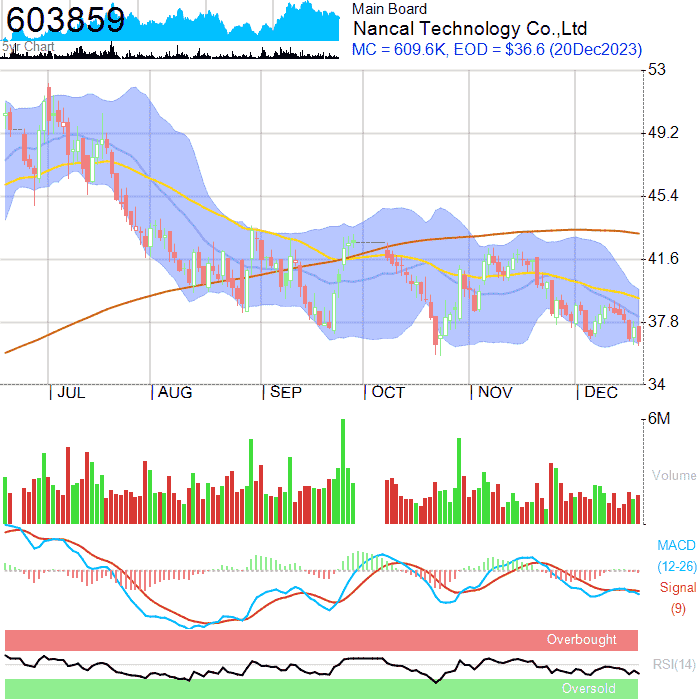 603859
5yr Chart
Main Board
Nancal Technology Co.,Ltd
MC = 609.6K, EOD = $36.6 (20Dec2023)
53
49.2
45.4
41.6
37.8
34
JUL AUG SEP OCT NOV DEC
6M
Volume
MACD
(12-26)
Signal
(9)
Overbought
RSI(14)
Oversold